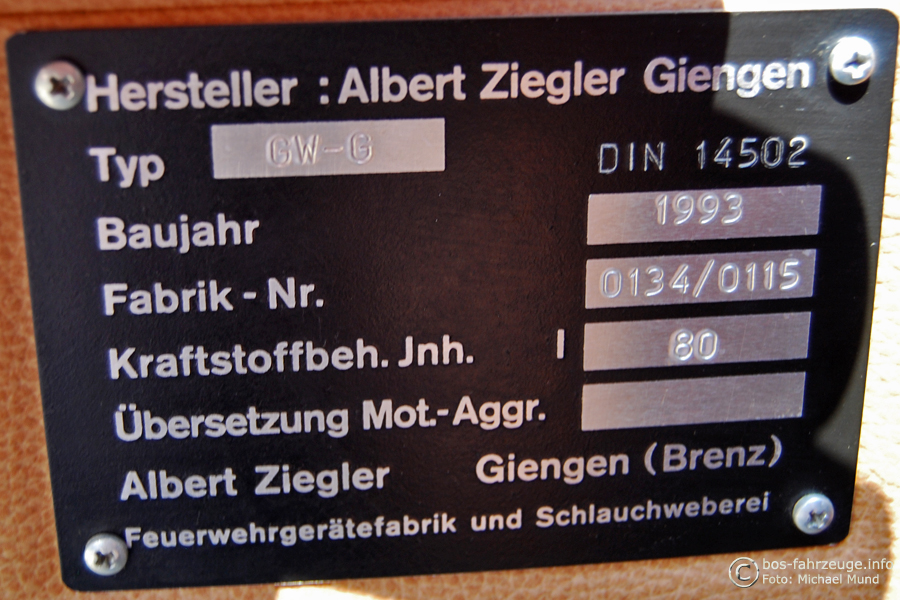 Hersteller : Albert Ziegler Giengen
Typ GW-G DIN 14502
Baujahr 1993
Fabrik - Nr. 0134/0115
Kraftstoffbeh. Jnh. l 80
Übersetzung Mot.-Aggr.
Albert Ziegler Giengen (Brenz)
Feuerwehrgerätefabrik und Schlauchweberei
© bos-fahrzeuge.info
Foto: Michael Mund